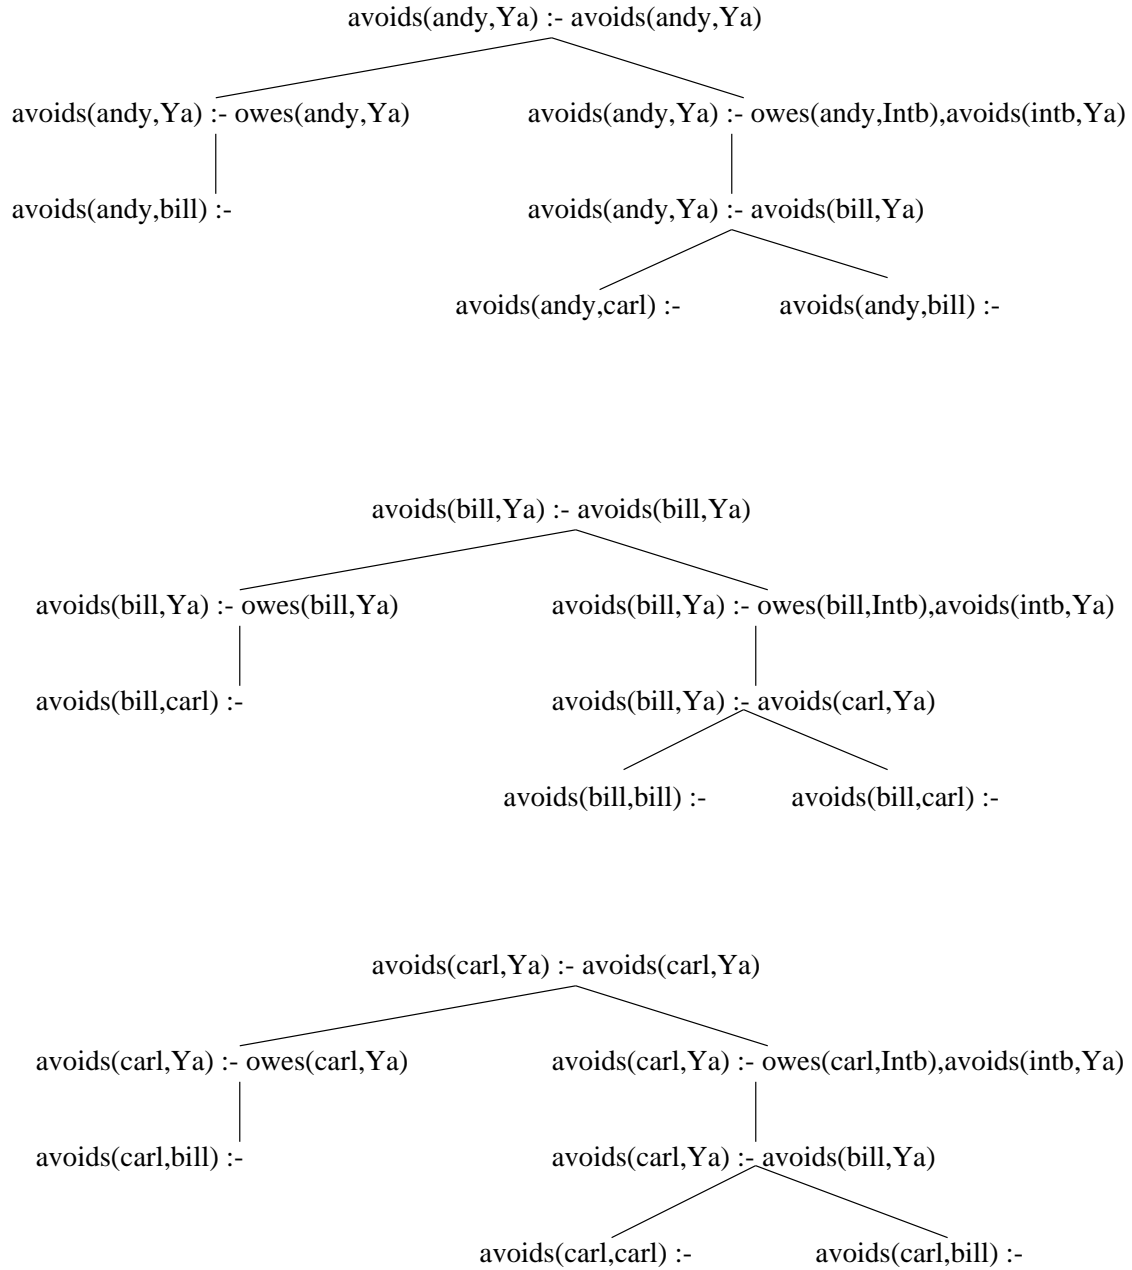 avoids(andy,Ya) :- avoids(andy,Ya)
avoids(andy,Ya) :- owes(andy,Ya)
avoids(andy,Ya) :- owes(andy,Intb),avoids(intb,Ya)
avoids(andy,bill) :-
avoids(andy,Ya) :- avoids(bill,Ya)
avoids(andy,carl) :-
avoids(andy,bill) :-
avoids(bill,Ya) :- avoids(bill,Ya)
avoids(bill,Ya) :- owes(bill,Ya)
avoids(bill,Ya) :- owes(bill,Intb),avoids(intb,Ya)
avoids(bill,carl) :-
avoids(bill,Ya) :- avoids(carl,Ya)
avoids(bill,bill) :-
avoids(bill,carl) :-
avoids(carl,Ya) :- avoids(carl,Ya)
avoids(carl,Ya) :- owes(carl,Ya)
avoids(carl,Ya) :- owes(carl,Intb),avoids(intb,Ya)
avoids(carl,bill) :-
avoids(carl,Ya) :- avoids(bill,Ya)
avoids(carl,carl) :-
avoids(carl,bill) :-